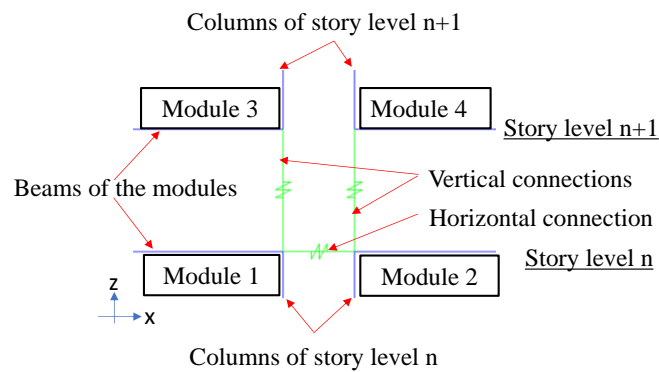 Columns of story level n+1
Module 3
Module 4
Story level n+1
Beams of the modules
Vertical connections
Horizontal connection
Module 1
Module 2
Story level n
Z
X
Columns of story level n